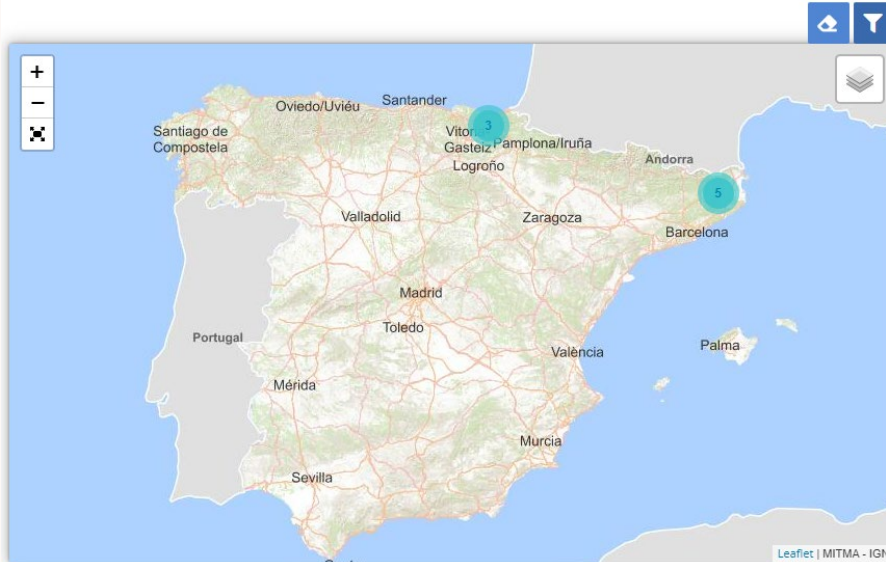 +
−
Oviedo/Uviéu
Santander
Santiago de
Compostela
3
Gasteiz
Pamplona/Iruña
Logroño
Andorra
5
Valladolid
Zaragoza
Barcelona
Madrid
Toledo
Portugal
València
Palma
Mérida
Murcia
Sevilla
Leaflet | MITMA - IGN